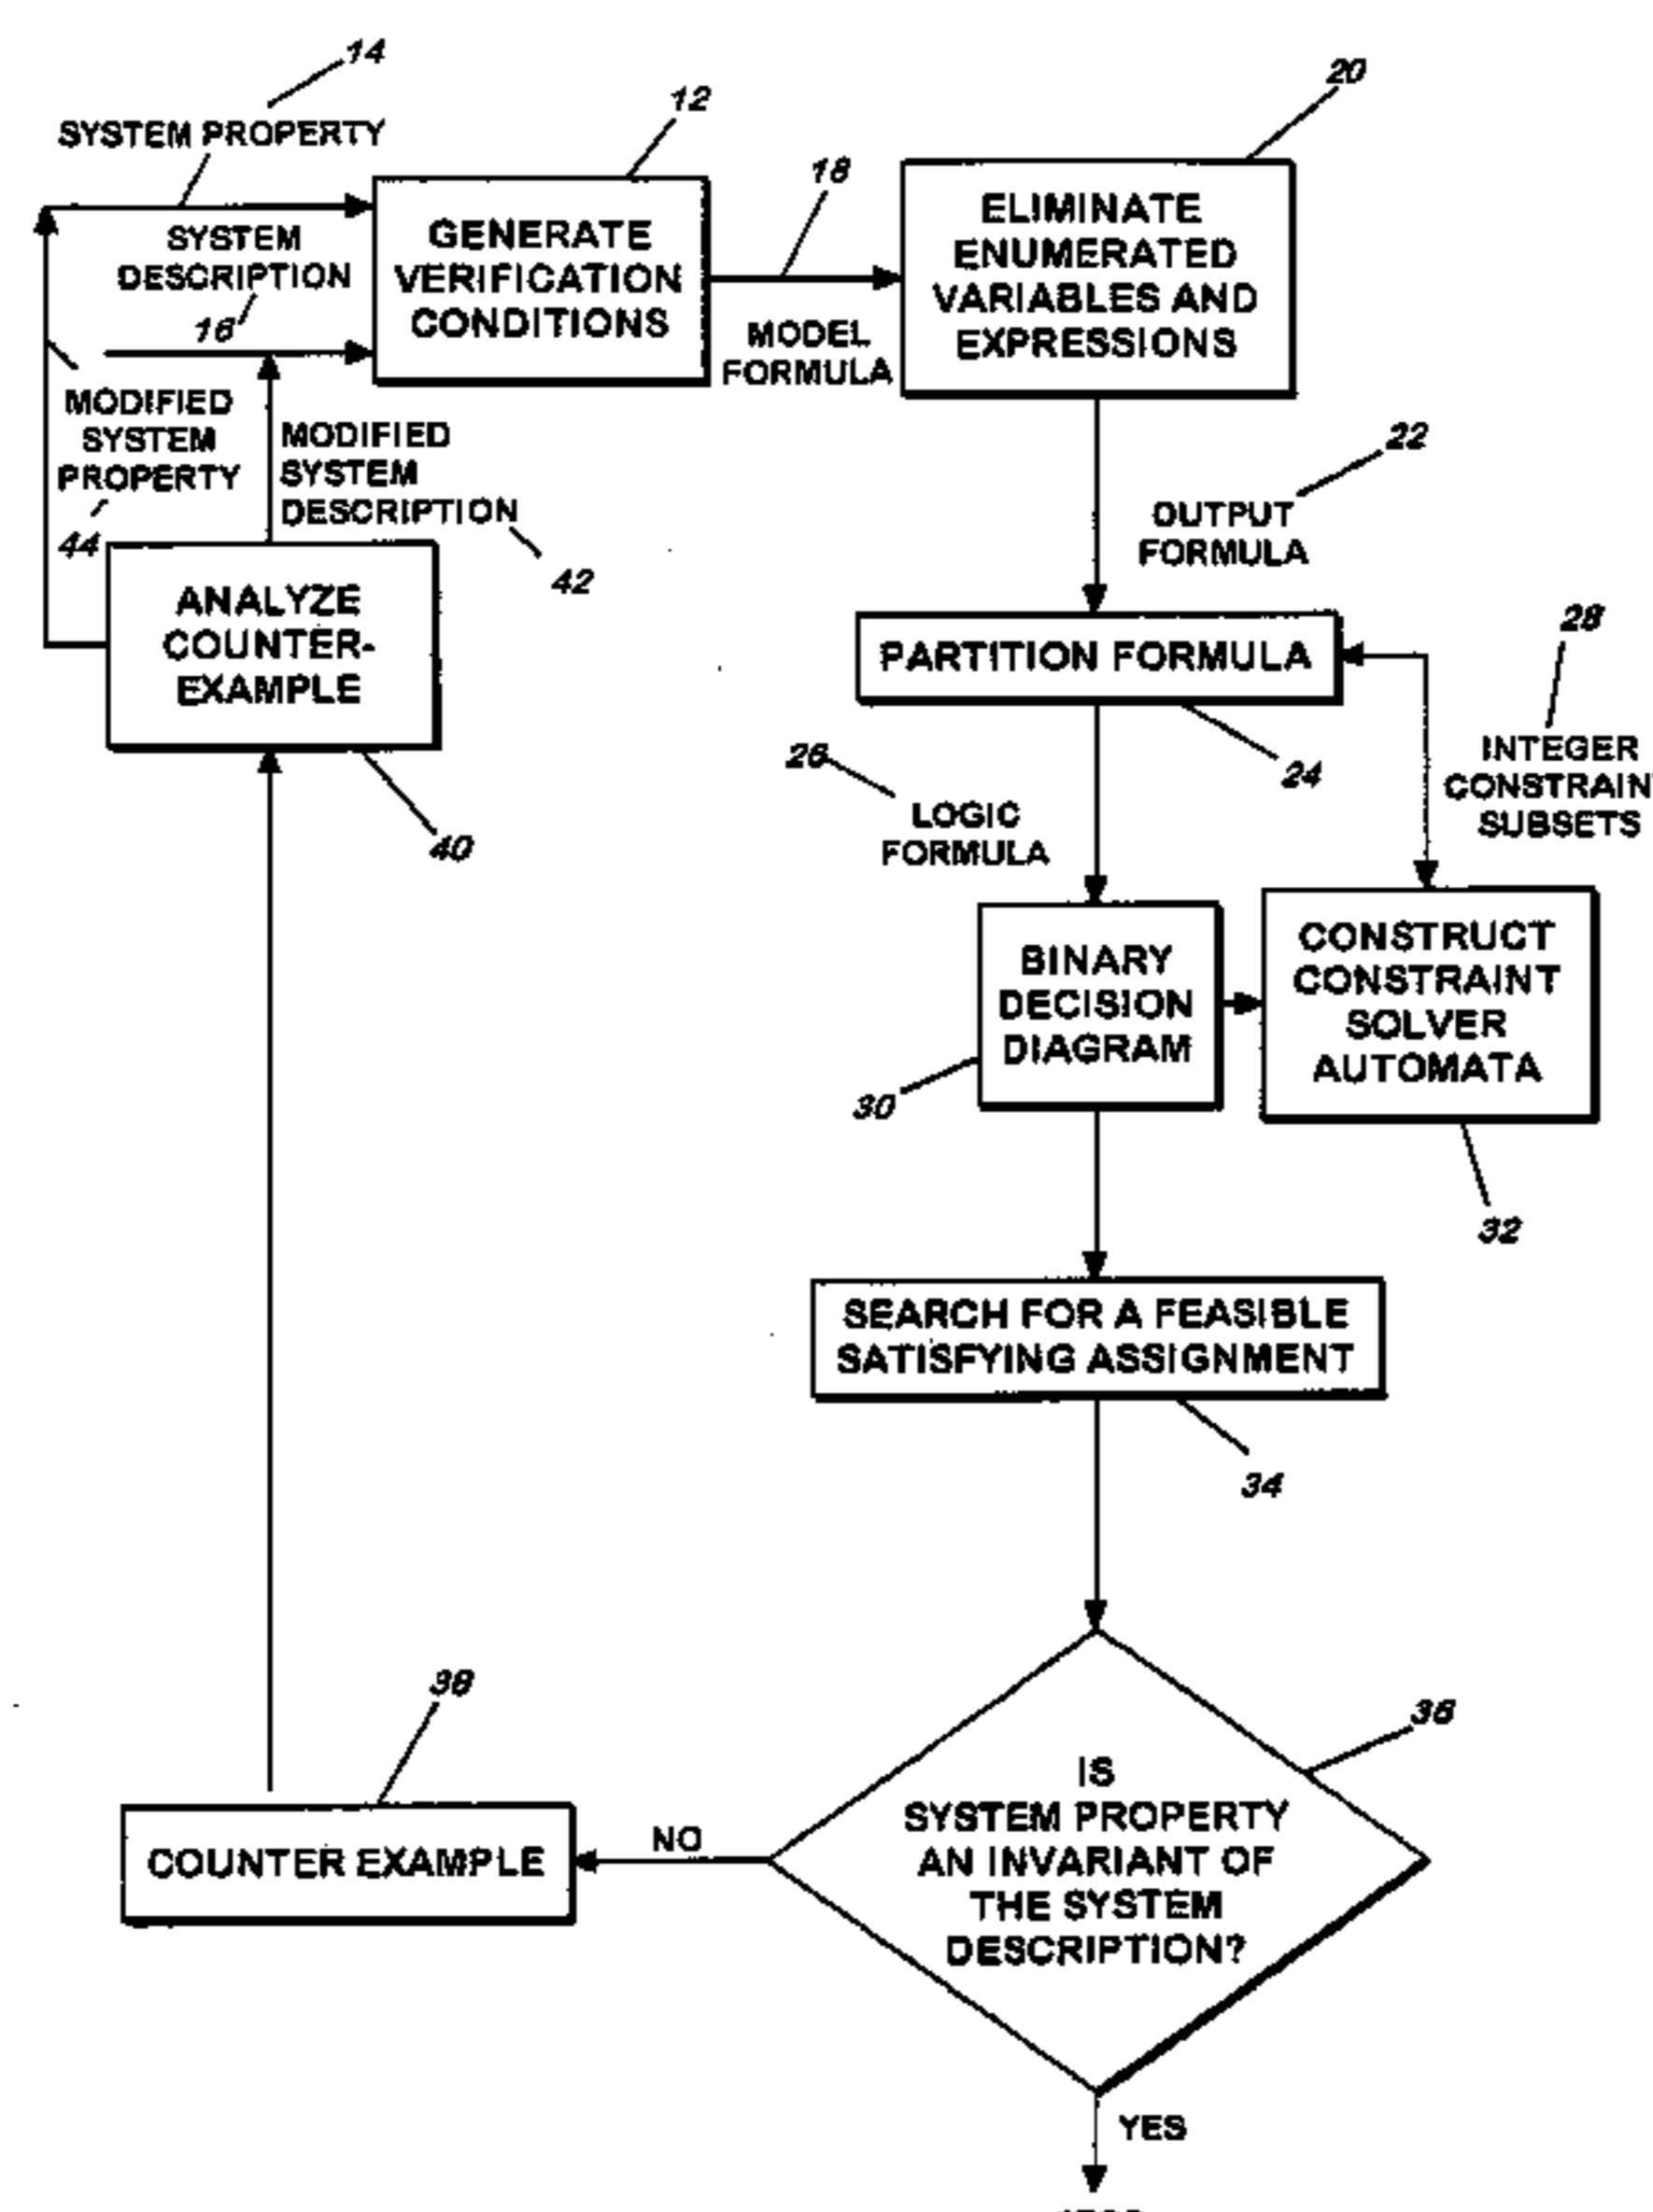 14
SYSTEM PROPERTY
12
GENERATE
VERIFICATION
CONDITIONS
SYSTEM
DESCRIPTION
16
18
MODEL
FORMULA
20
ELIMINATE
ENUMERATED
VARIABLES AND
EXPRESSIONS
MODIFIED
SYSTEM
PROPERTY
44
MODIFIED
SYSTEM
DESCRIPTION
42
22
OUTPUT
FORMULA
ANALYZE
COUNTER-
EXAMPLE
40
PARTITION FORMULA
24
28
INTEGER
CONSTRAIN
SUBSETS
26
LOGIC
FORMULA
BINARY
DECISION
DIAGRAM
30
CONSTRUCT
CONSTRAINT
SOLVER
AUTOMATA
32
SEARCH FOR A FEASIBLE
SATISFYING ASSIGNMENT
34
36
IS
SYSTEM PROPERTY
AN INVARIANT OF
THE SYSTEM
DESCRIPTION?
NO
38
COUNTER EXAMPLE
YES